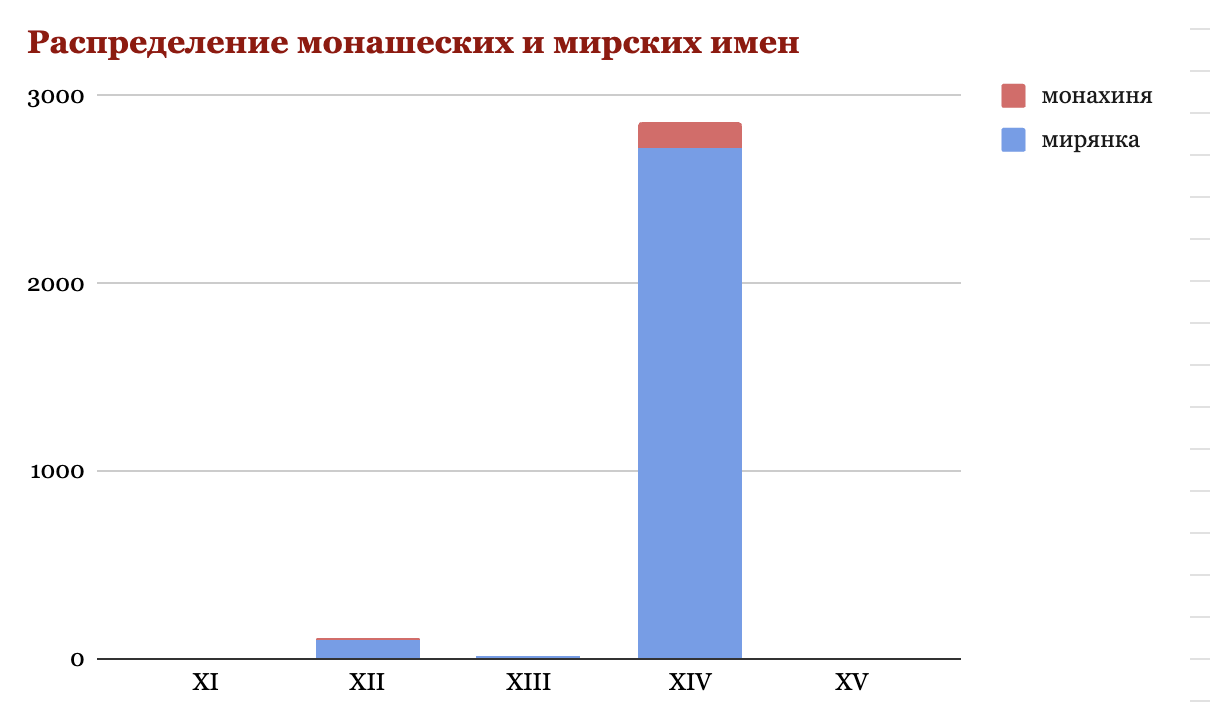 Распределение монашеских и мирских имен
3000
2000
1000
0
XI
XII
XIII
XIV
XV
монахиня
мирянка